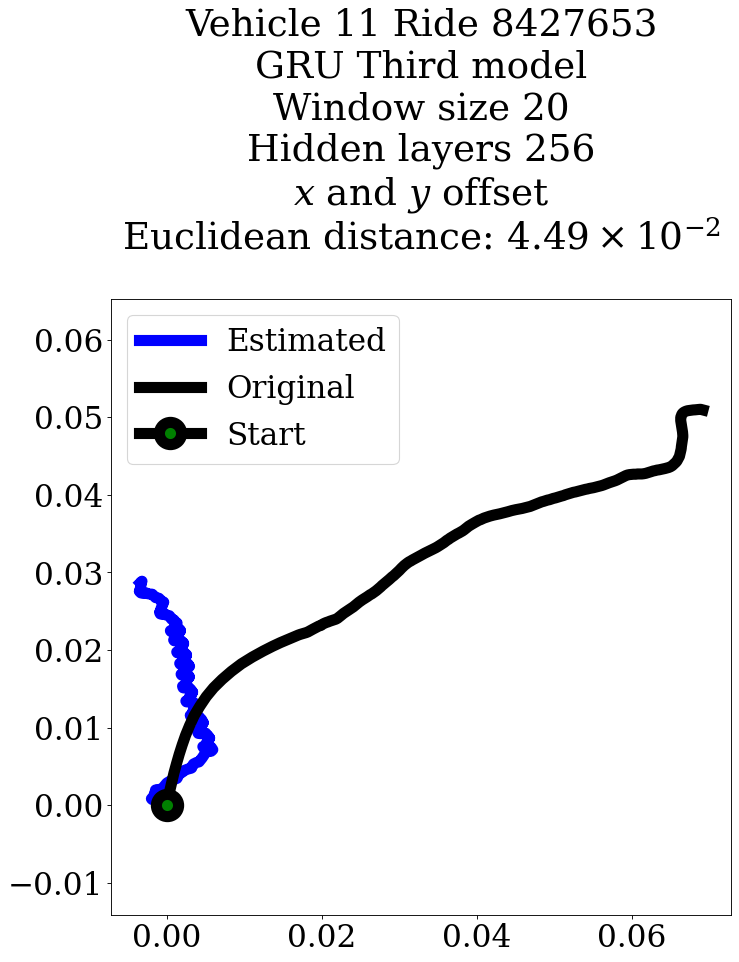 Vehicle 11 Ride 8427653
GRU Third model
Window size 20
Hidden layers 256
x and y offset
Euclidean distance: 4.49 × 10⁻²
Estimated
Original
Start
0.06
0.05
0.04
0.03
0.02
0.01
0.00
−0.01
0.00 0.02 0.04 0.06